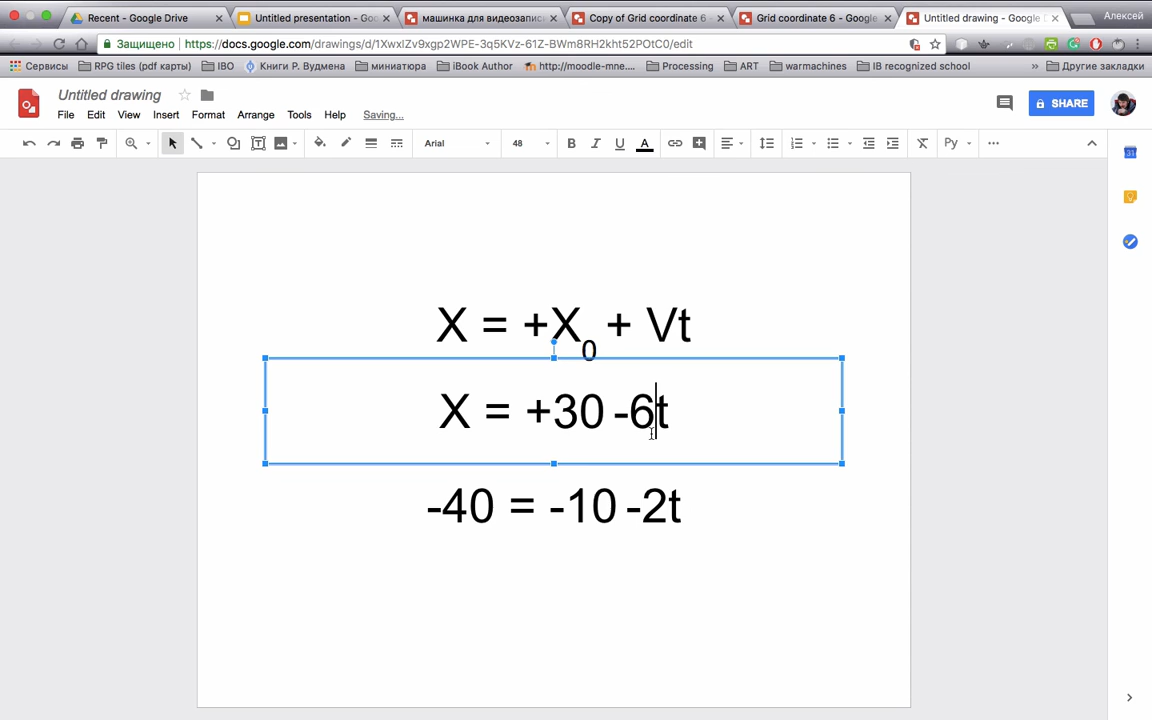 Recent - Google Drive
Untitled presentation - Goo
машинка для видеозапис
Copy of Grid coordinate 6 -
Grid coordinate 6 - Google
Untitled drawing - Google D
Алексей
Защищено
https://docs.google.com/drawings/d/1XwxlZv9xgp2WPE-3q5KVz-61Z-BWm8RH2kht52POtC0/edit
Сервисы
RPG tiles (pdf карты)
IBO
Книги Р. Вудмена
миниатюра
iBook Author
http://moodle-mne....
Processing
ART
warmachines
IB recognized school
»
Другие закладки
Untitled drawing
File Edit View Insert Format Arrange Tools Help Saving...
SHARE
Arial
48
B I U A
Py
31
X = +X₀ + Vt
X = +30 -6t
-40 = -10 -2t